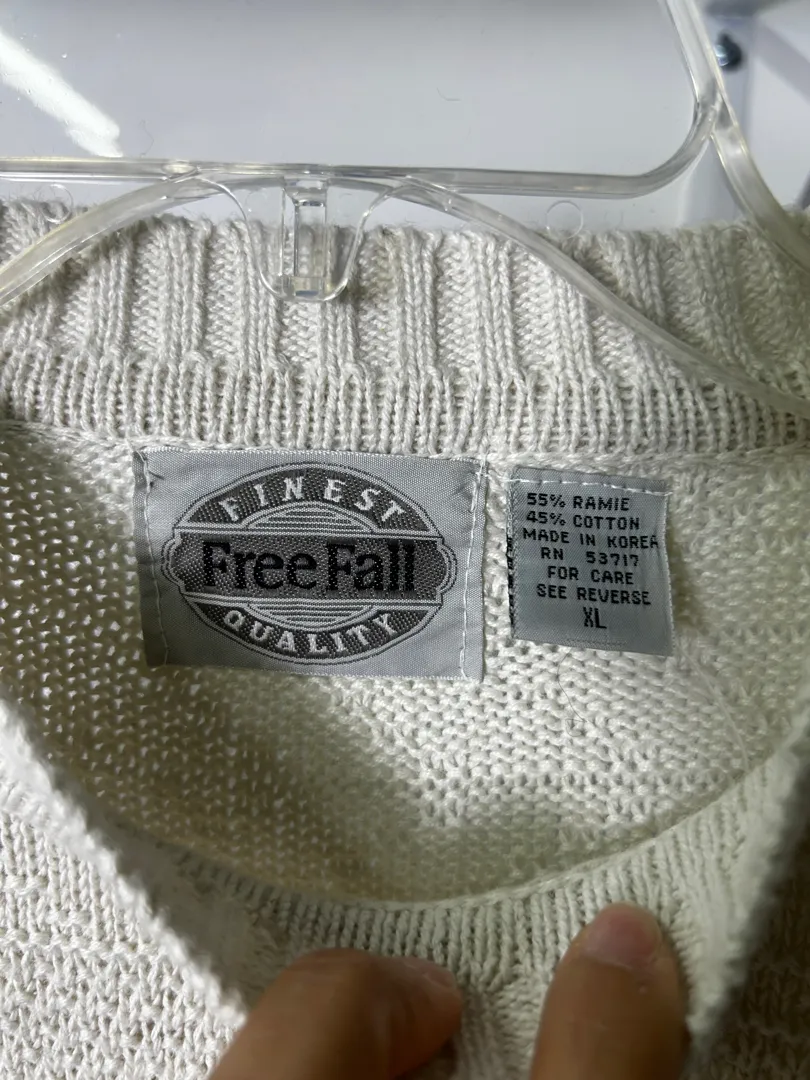 FINEST
FreeFall
QUALITY
55% RAMIE
45% COTTON
MADE IN KOREA
RN 53717
FOR CARE
SEE REVERSE
XL